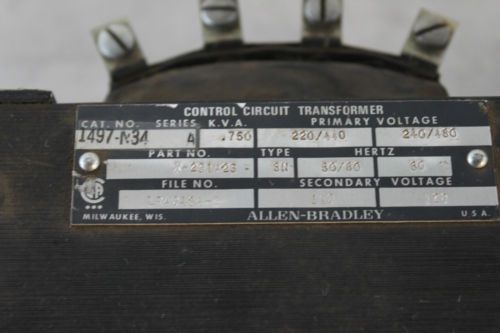 CONTROL CIRCUIT TRANSFORMER
CAT. NO. SERIES K.V.A. PRIMARY VOLTAGE
1497-N34 A .750 220/440 240/480
PART NO. TYPE HERTZ
50/60 60
FILE NO. SECONDARY VOLTAGE
MILWAUKEE, WIS. ALLEN-BRADLEY U.S.A.